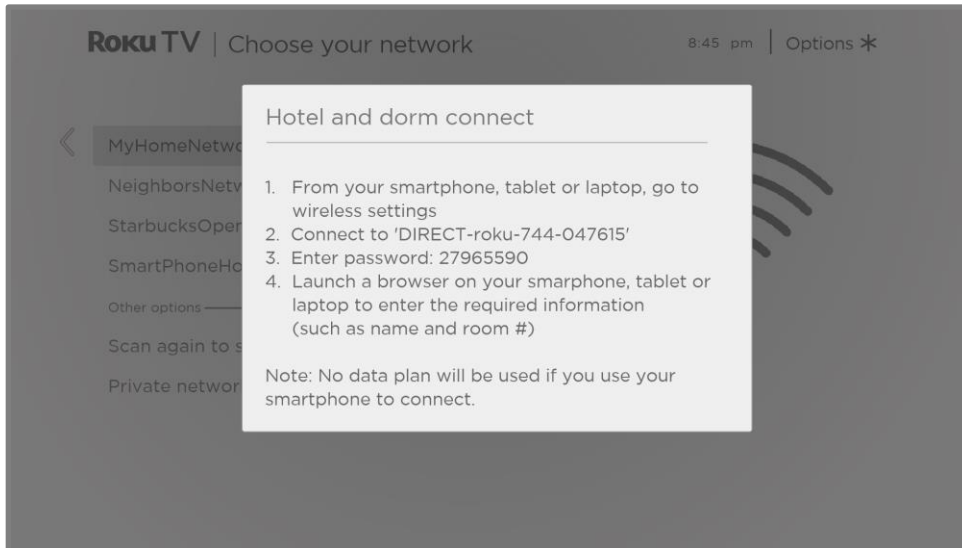 Roku TV | Choose your network
8:45 pm | Options *
Hotel and dorm connect
MyHomeNetwo
NeighborsNetw
StarbucksOper
SmartPhoneHo
Other options
Scan again to s
Private networ
1. From your smartphone, tablet or laptop, go to
wireless settings
2. Connect to 'DIRECT-roku-744-047615'
3. Enter password: 27965590
4. Launch a browser on your smarphone, tablet or
laptop to enter the required information
(such as name and room #)
Note: No data plan will be used if you use your
smartphone to connect.